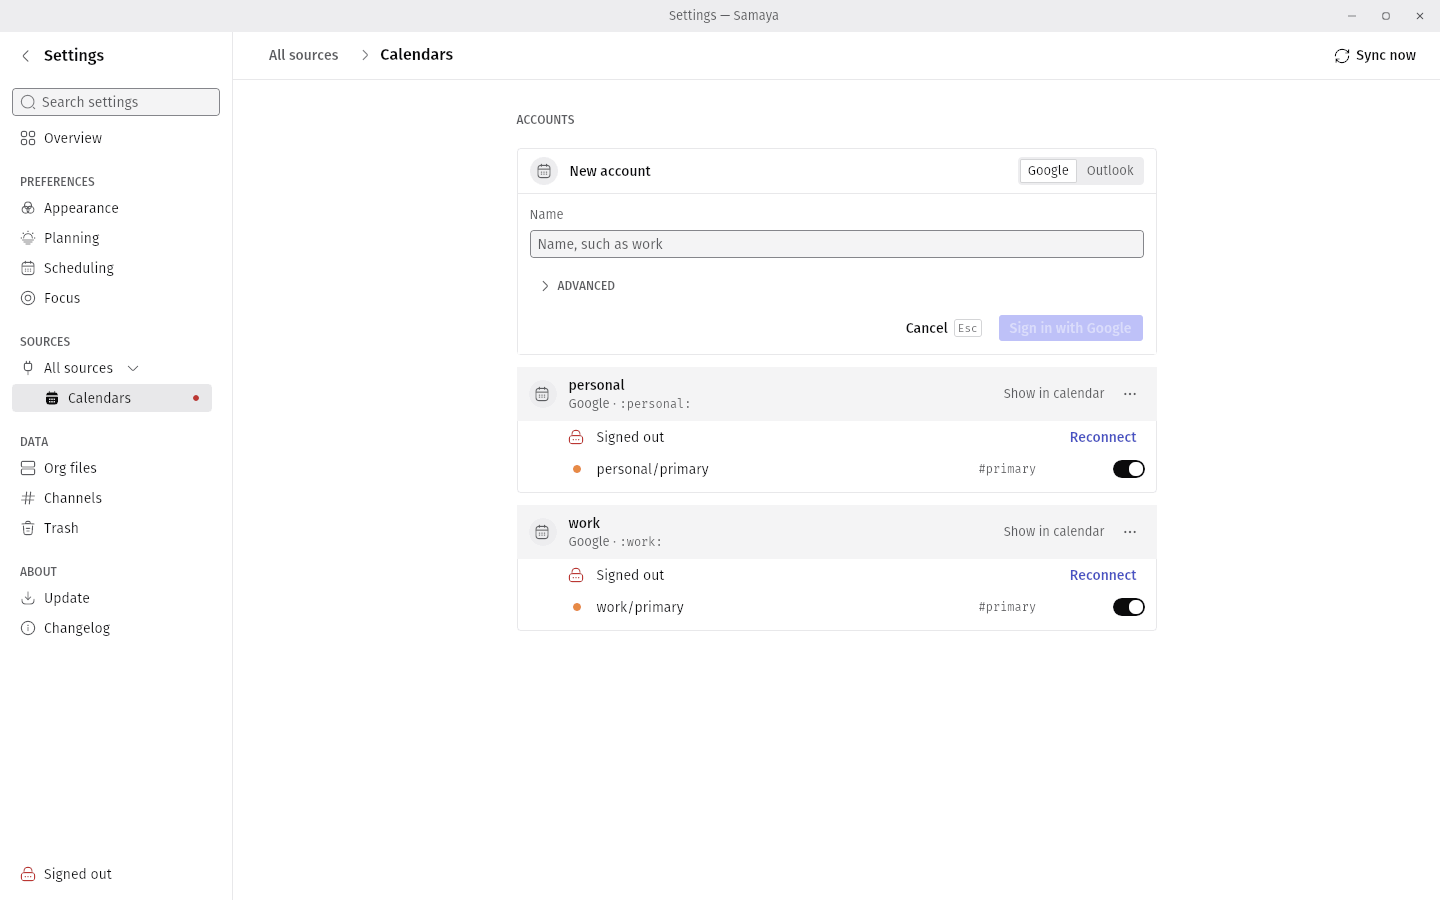 Settings — Samaya
Settings
Search settings
Overview
PREFERENCES
Appearance
Planning
Scheduling
Focus
SOURCES
All sources
Calendars
DATA
Org files
Channels
Trash
ABOUT
Update
Changelog
Signed out
All sources
Calendars
Sync now
ACCOUNTS
New account
Google
Outlook
Name
Name, such as work
ADVANCED
Cancel Esc
Sign in with Google
personal
Google · :personal:
Show in calendar
Signed out
Reconnect
personal/primary
#primary
work
Google · :work:
Show in calendar
Signed out
Reconnect
work/primary
#primary